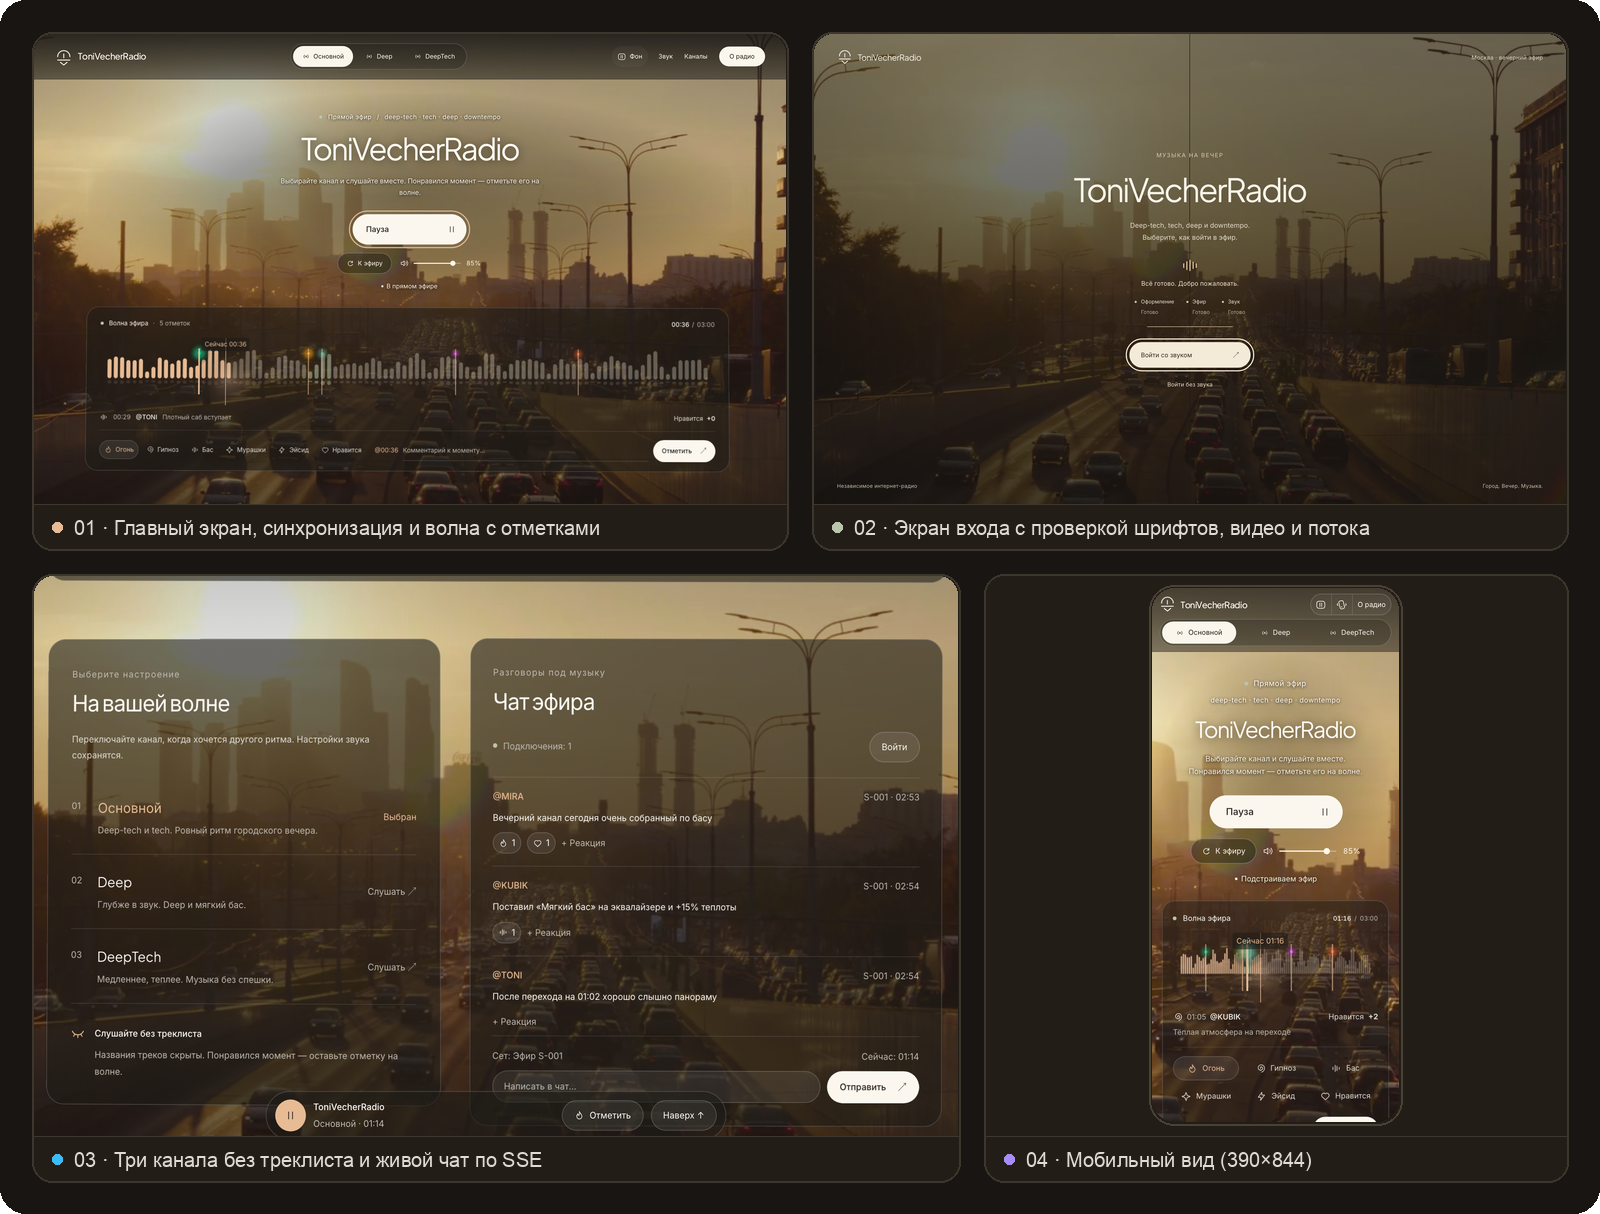 ToniVecherRadio
Основной
Deep
DeepTech
Фон
Звук
Каналы
О радио
Прямой эфир / deep-tech · tech · deep · downtempo
ToniVecherRadio
Выбирайте канал и слушайте вместе. Понравился момент — отметьте его на
волне.
Пауза
К эфиру
85%
В прямом эфире
Волна эфира · 5 отметок
00:36 / 03:00
Сейчас 00:36
00:29 @TONI Плотный саб вступает
Нравится +0
Огонь
Гипноз
Бас
Мурашки
Эйсид
Нравится
@00:36 Комментарий к моменту...
Отметить
01 · Главный экран, синхронизация и волна с отметками
ToniVecherRadio
Москва · вечерний эфир
МУЗЫКА НА ВЕЧЕР
ToniVecherRadio
Deep-tech, tech, deep и downtempo.
Выберите, как войти в эфир.
Всё готово. Добро пожаловать.
Оформление
Эфир
Звук
Готово
Готово
Готово
Войти со звуком
Войти без звука
Независимое интернет-радио
Город. Вечер. Музыка.
02 · Экран входа с проверкой шрифтов, видео и потока
Выберите настроение
На вашей волне
Переключайте канал, когда хочется другого ритма. Настройки звука
сохранятся.
01
Основной
Выбран
Deep-tech и tech. Ровный ритм городского вечера.
02
Deep
Слушать
Глубже в звук. Deep и мягкий бас.
03
DeepTech
Слушать
Медленнее, теплее. Музыка без спешки.
Слушайте без треклиста
Названия треков скрыты. Понравился момент — оставьте отметку на
волне.
Разговоры под музыку
Чат эфира
Подключения: 1
Войти
@MIRA
S-001 · 02:53
Вечерний канал сегодня очень собранный по басу
1
1
+ Реакция
@KUBIK
S-001 · 02:54
Поставил «Мягкий бас» на эквалайзере и +15% теплоты
1
+ Реакция
@TONI
S-001 · 02:54
После перехода на 01:02 хорошо слышно панораму
+ Реакция
Сет: Эфир S-001
Сейчас: 01:14
Написать в чат...
Отправить
ToniVecherRadio
Основной · 01:14
Отметить
Наверх ↑
03 · Три канала без треклиста и живой чат по SSE
ToniVecherRadio
О радио
Основной
Deep
DeepTech
Прямой эфир
deep-tech · tech · deep · downtempo
ToniVecherRadio
Выбирайте канал и слушайте вместе.
Понравился момент — отметьте его на волне.
Пауза
К эфиру
85%
Подстраиваем эфир
Волна эфира
01:16 / 03:00
Сейчас 01:16
01:05 @KUBIK
Нравится +2
Тёплая атмосфера на переходе
Огонь
Гипноз
Бас
Мурашки
Эйсид
Нравится
04 · Мобильный вид (390×844)